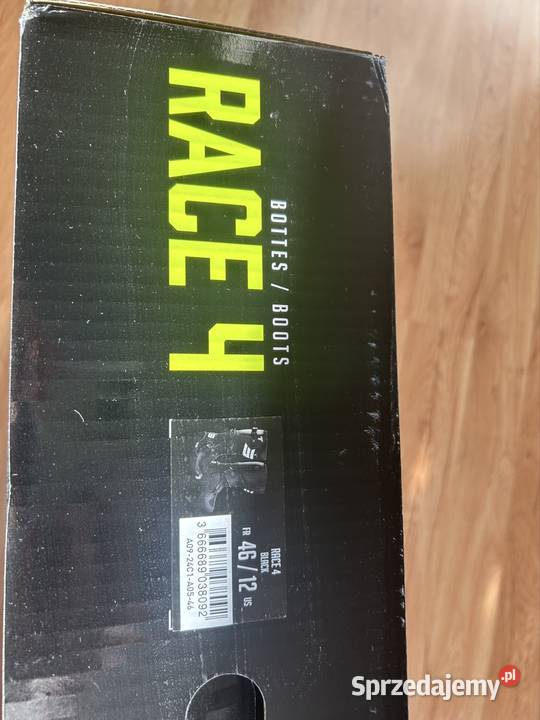 BOTTES / BOOTS
RACE 4
RACE 4
BLACK
FR 46 / 12 US
3 666689 038092
A09-24C1-A05-46
Sprzedajemy.pl